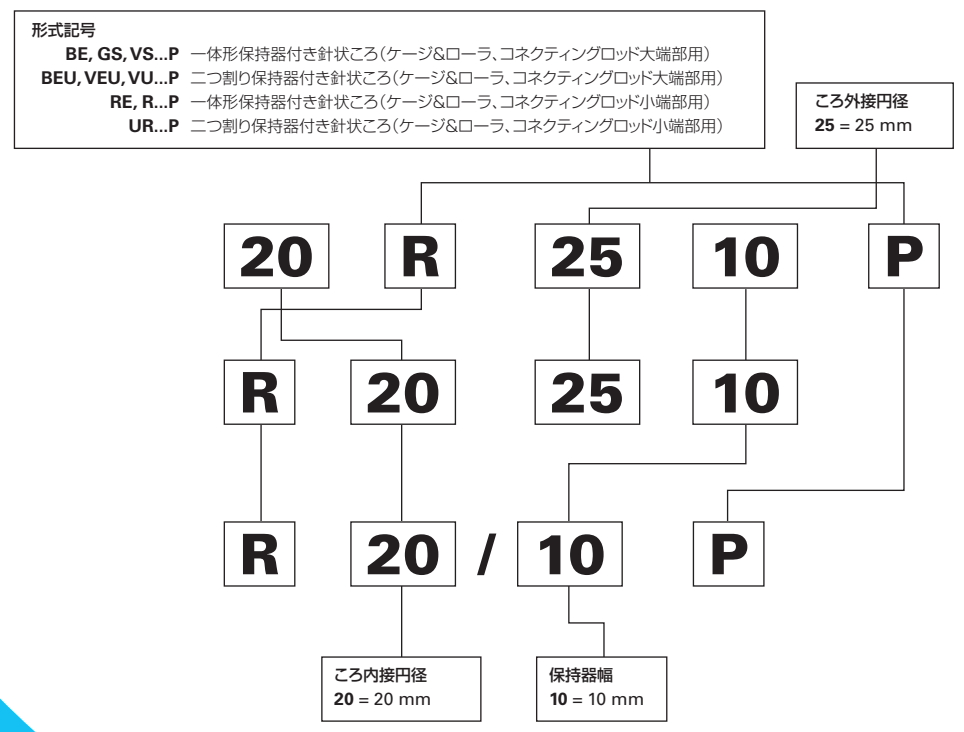 形式記号
BE, GS, VS...P 一体形保持器付き針状ころ(ケージ&ローラ、コネクティングロッド大端部用)
BEU, VEU, VU...P 二つ割り保持器付き針状ころ(ケージ&ローラ、コネクティングロッド大端部用)
RE, R...P 一体形保持器付き針状ころ(ケージ&ローラ、コネクティングロッド小端部用)
UR...P 二つ割り保持器付き針状ころ(ケージ&ローラ、コネクティングロッド小端部用)
ころ外接円径
25 = 25 mm
20 R 25 10 P
R 20 25 10
R 20 / 10 P
ころ内接円径
20 = 20 mm
保持器幅
10 = 10 mm